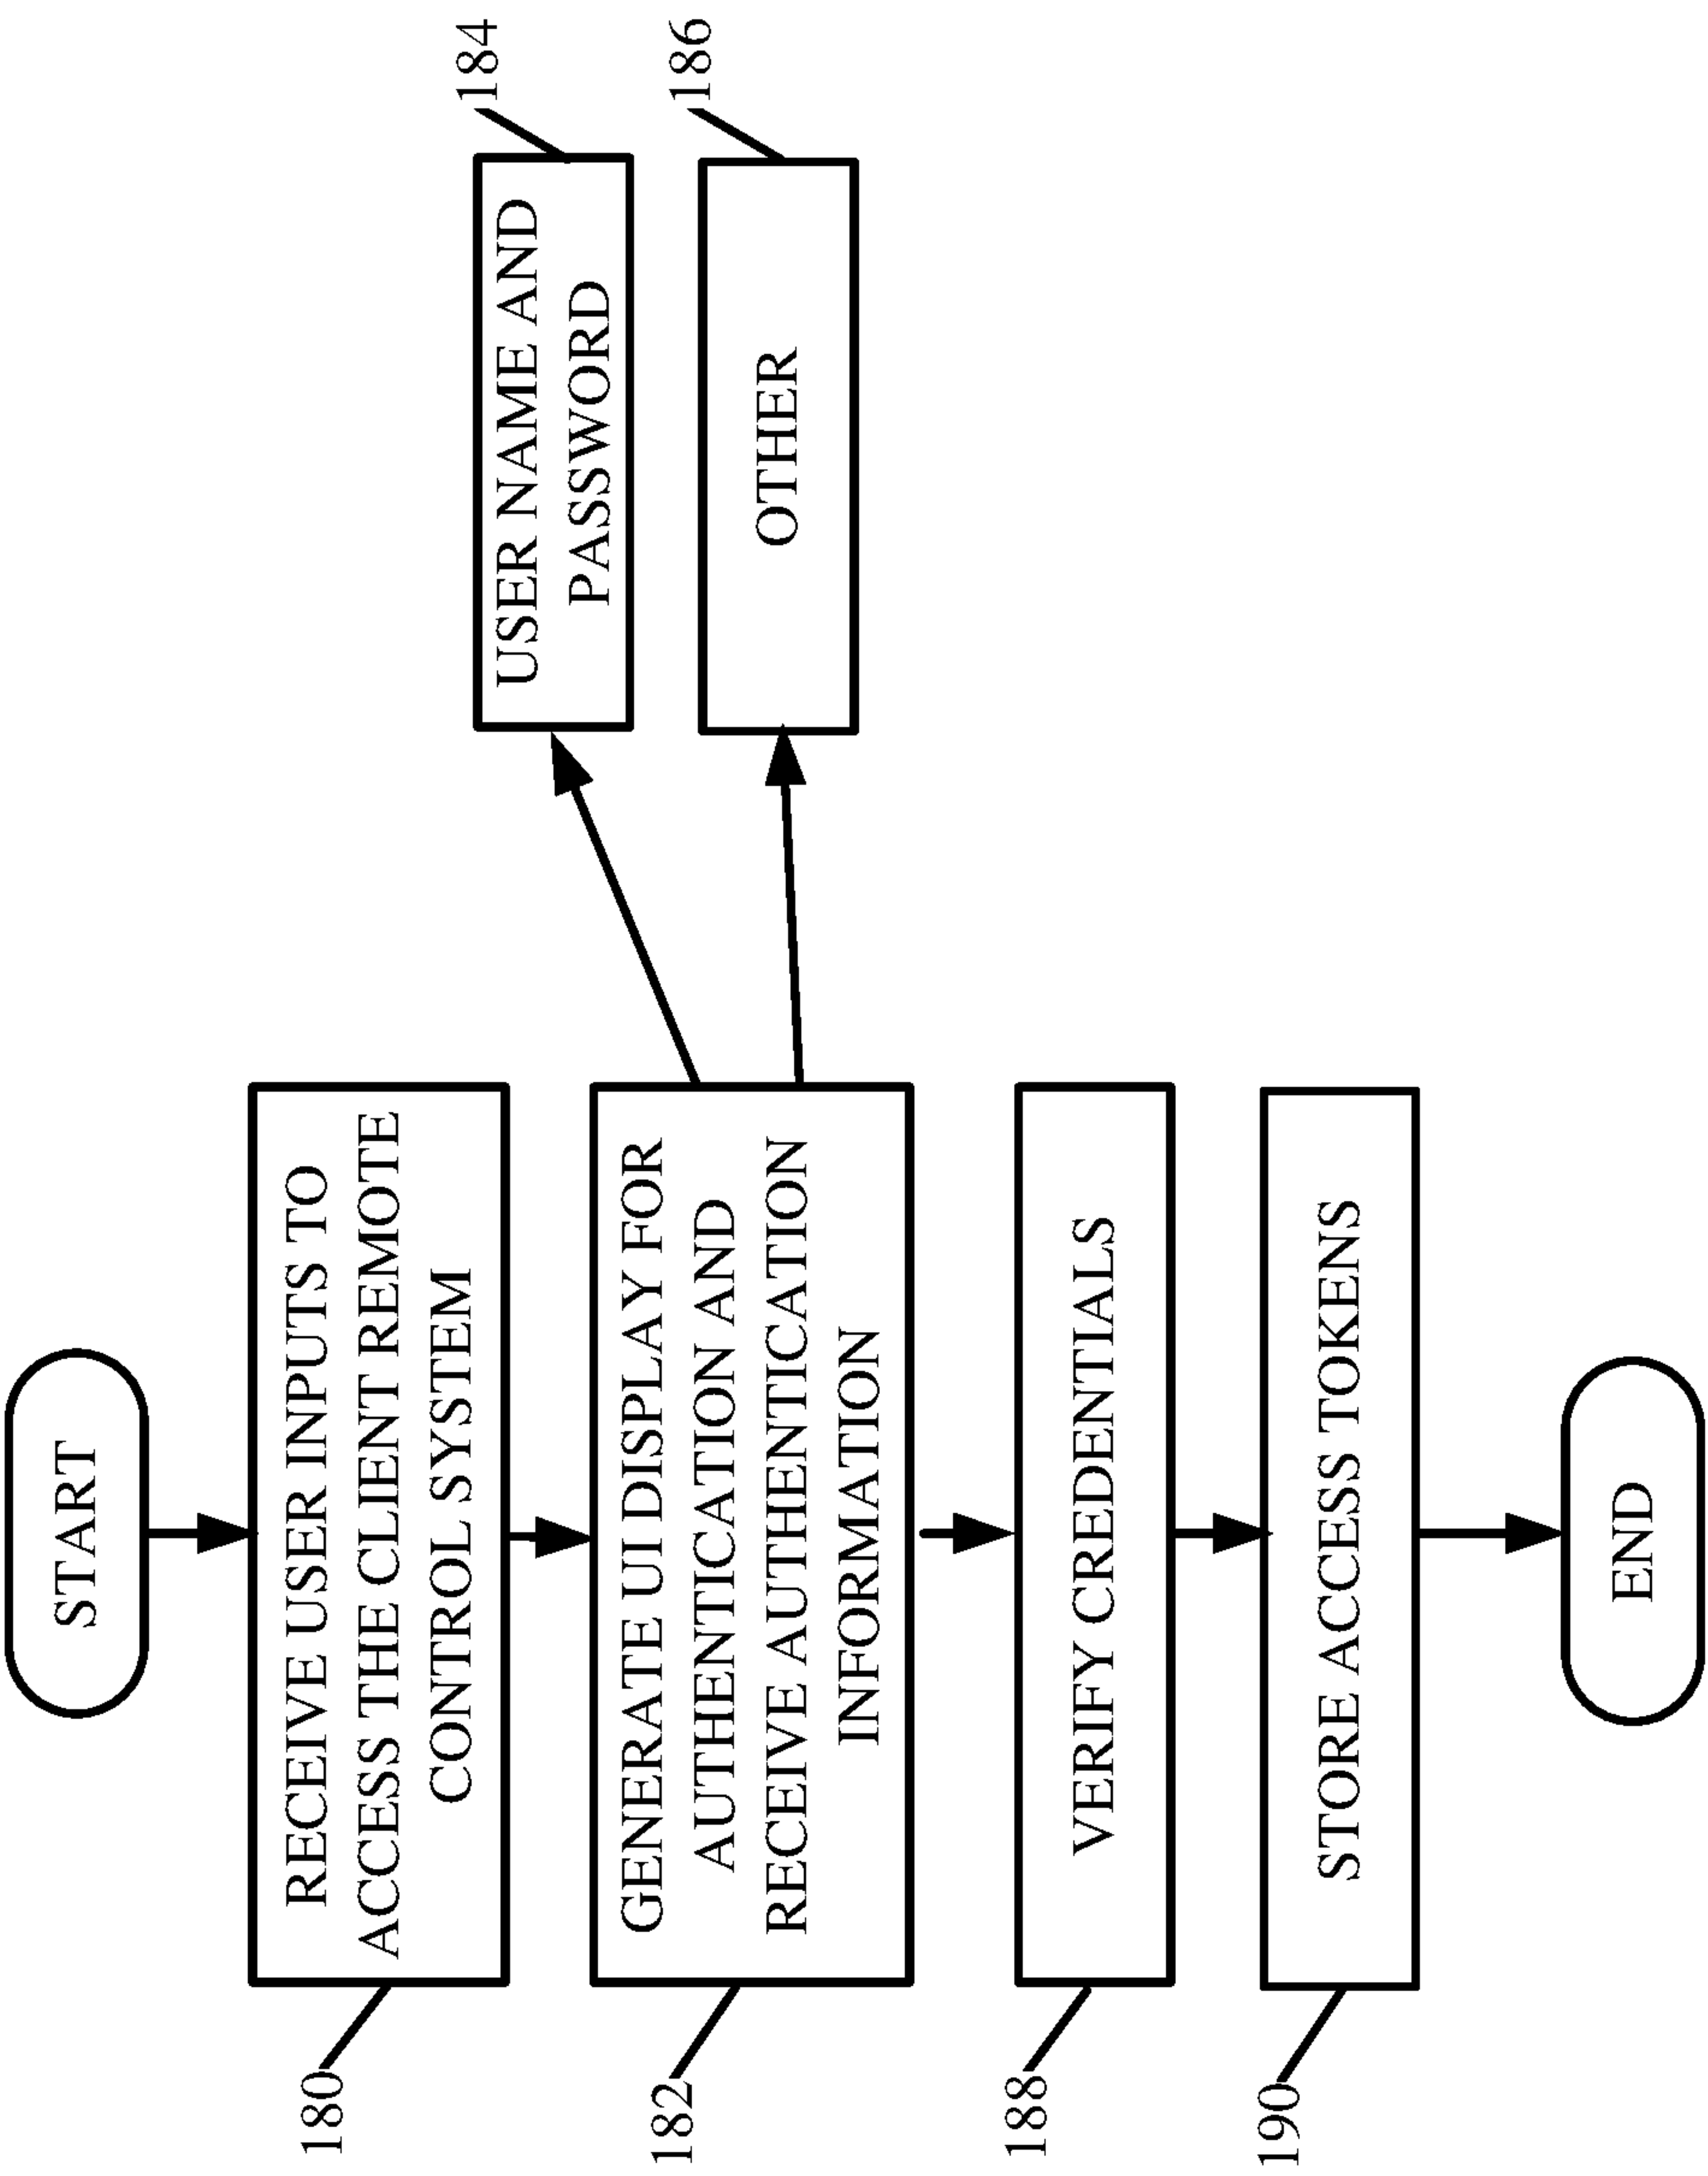 START
RECEIVE USER INPUTS TO
ACCESS THE CLIENT REMOTE
CONTROL SYSTEM
180
GENERATE UI DISPLAY FOR
AUTHENTICATION AND
RECEIVE AUTHENTICATION
INFORMATION
182
USER NAME AND
PASSWORD
184
OTHER
186
VERIFY CREDENTIALS
188
STORE ACCESS TOKENS
190
END